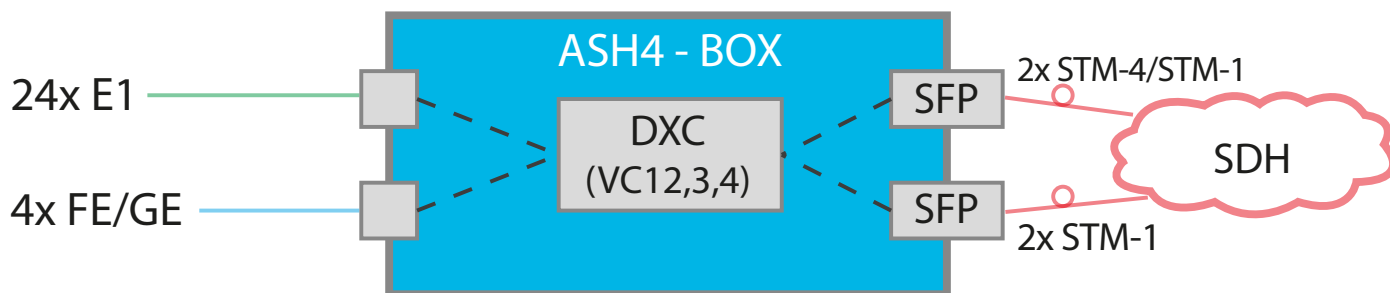 ASH4 - BOX
24x E1
4x FE/GE
DXC
(VC12,3,4)
SFP
SFP
2x STM-4/STM-1
2x STM-1
SDH